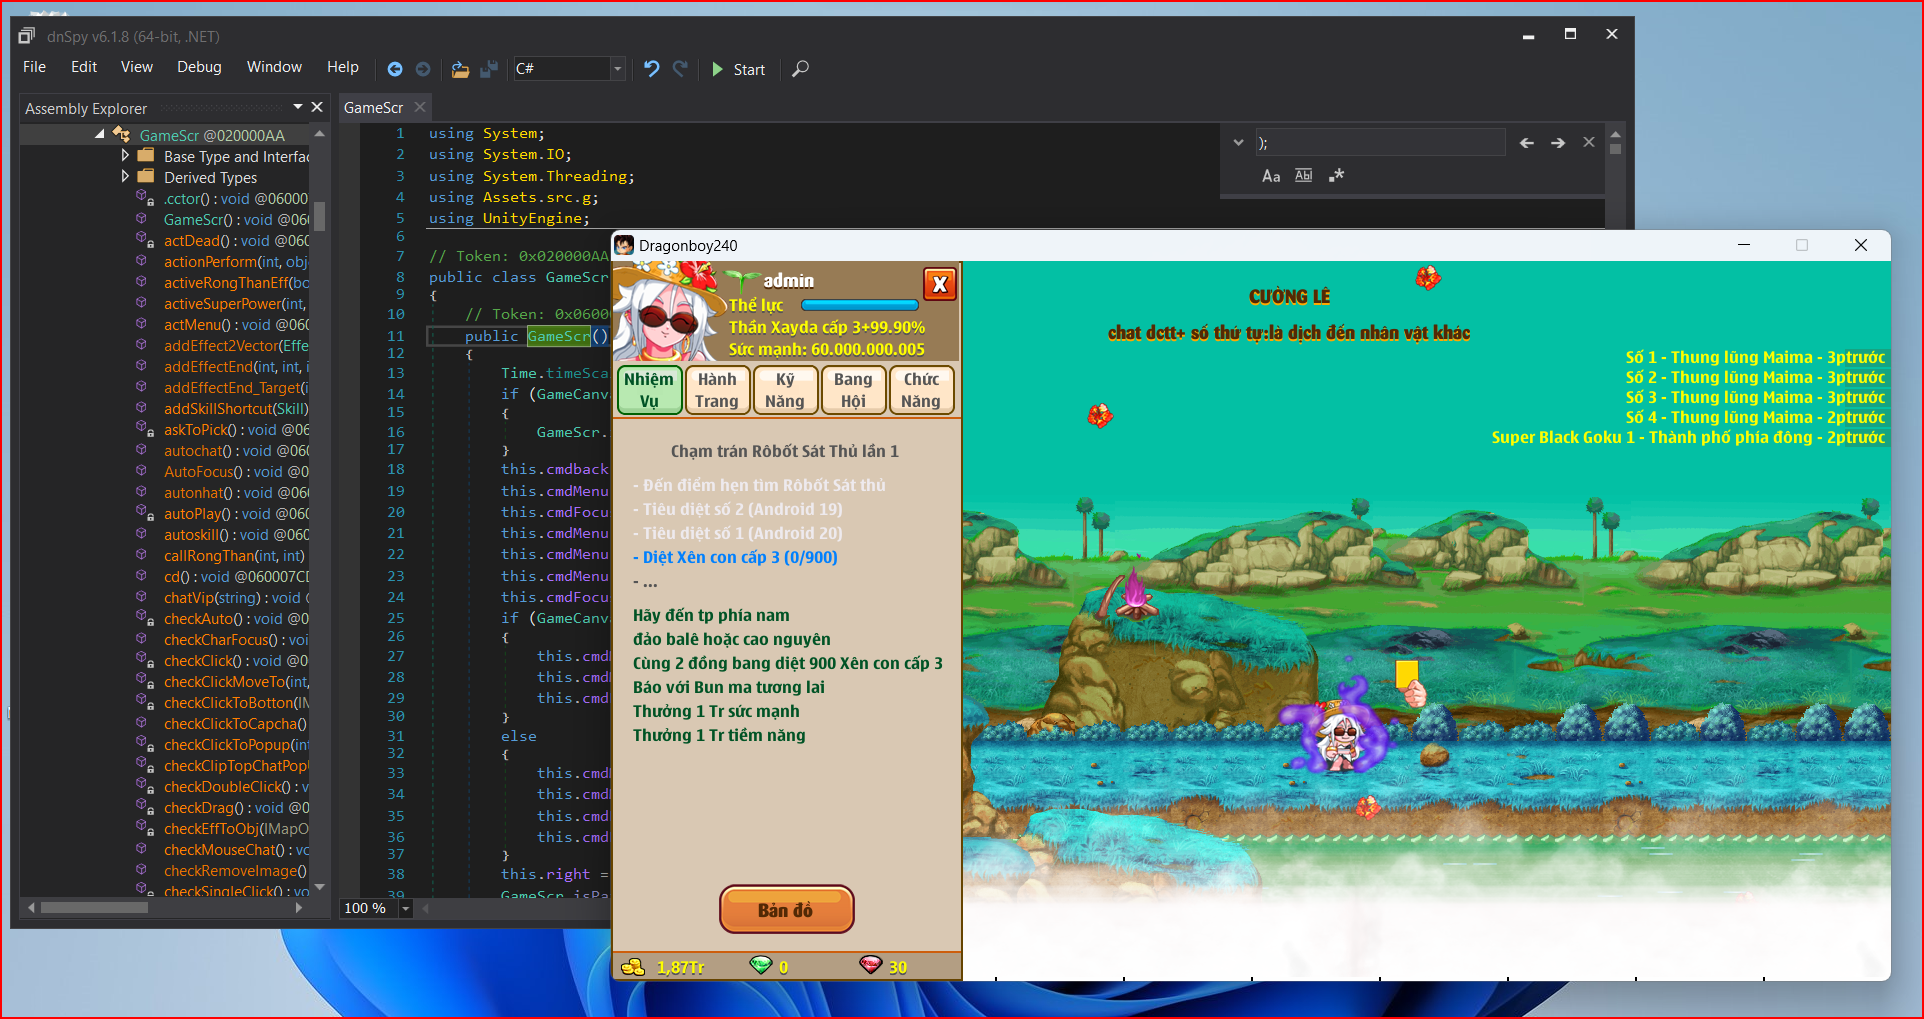 dnSpy v6.1.8 (64-bit, .NET)
File Edit View Debug Window Help C# Start
Assembly Explorer
GameScr @020000AA
Base Type and Interfac
Derived Types
.cctor() : void @06000
GameScr() : void @06
actDead() : void @060
actionPerform(int, obj
activeRongThanEff(bo
activeSuperPower(int,
actMenu() : void @06
addEffect2Vector(Effe
addEffectEnd(int, int, i
addEffectEnd_Target(i
addSkillShortcut(Skill)
askToPick() : void @06
autochat() : void @06
AutoFocus() : void @0
autonhat() : void @06
autoPlay() : void @06
autoskill() : void @06
callRongThan(int, int)
cd() : void @060007CD
chatVip(string) : void
checkAuto() : void @0
checkCharFocus() : voi
checkClick() : void @0
checkClickMoveTo(int,
checkClickToBotton(IM
checkClickToCapcha()
checkClickToPopup(int
checkClipTopChatPop
checkDoubleClick() : v
checkDrag() : void @0
checkEffToObj(IMapO
checkMouseChat() : vo
checkRemoveImage()
checkSingleClick() : vo
GameScr
1 using System;
2 using System.IO;
3 using System.Threading;
4 using Assets.src.g;
5 using UnityEngine;
6
7 // Token: 0x020000AA
8 public class GameScr
9 {
10 // Token: 0x0600
11 public GameScr()
12 {
13 Time.timeSca
14 if (GameCanv
15 {
16 GameScr.
17 }
18 this.cmdback
19 this.cmdMenu
20 this.cmdFocu
21 this.cmdMenu
22 this.cmdMenu
23 this.cmdMenu
24 this.cmdFocu
25 if (GameCanv
26 {
27 this.cmd
28 this.cmd
29 this.cmd
30 }
31 else
32 {
33 this.cmd
34 this.cmd
35 this.cmd
36 this.cmd
37 }
38 this.right =
39 GameScr.isPa
100 %
);
Aa Abl .*
Dragonboy240
admin
X
Thể lực
Thần Xayda cấp 3+99.90%
Sức mạnh: 60.000.000.005
Nhiệm Vụ
Hành Trang
Kỹ Năng
Bang Hội
Chức Năng
Chạm trán Rôbốt Sát Thủ lần 1
- Đến điểm hẹn tìm Rôbốt Sát thủ
- Tiêu diệt số 2 (Android 19)
- Tiêu diệt số 1 (Android 20)
- Diệt Xên con cấp 3 (0/900)
- ...
Hãy đến tp phía nam
đảo balê hoặc cao nguyên
Cùng 2 đồng bang diệt 900 Xên con cấp 3
Báo với Bun ma tương lai
Thưởng 1 Tr sức mạnh
Thưởng 1 Tr tiềm năng
Bản đồ
1,87Tr 0 30
CƯỜNG LÊ
chat dctt+ số thứ tự:là dịch đến nhân vật khác
Số 1 - Thung lũng Maima - 3ptrước
Số 2 - Thung lũng Maima - 3ptrước
Số 3 - Thung lũng Maima - 3ptrước
Số 4 - Thung lũng Maima - 2ptrước
Super Black Goku 1 - Thành phố phía đông - 2ptrước